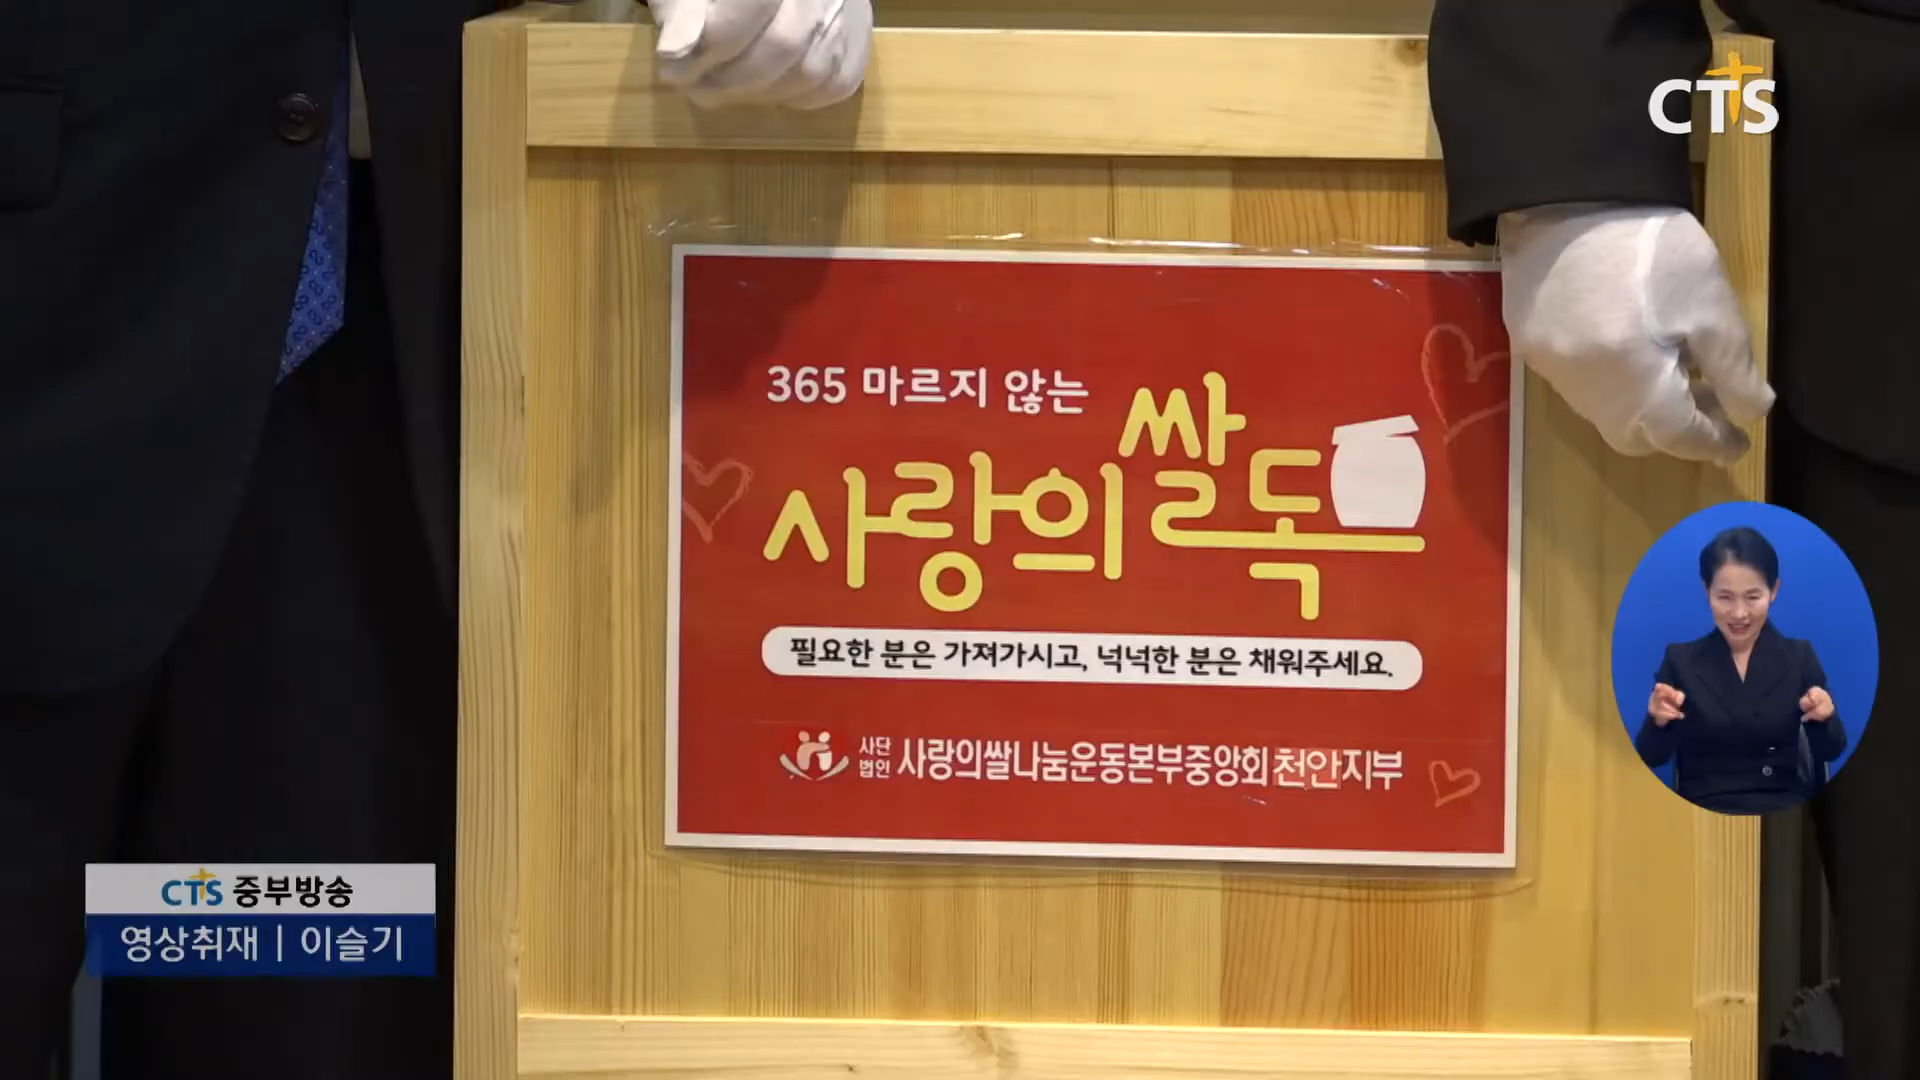 CTS
365 마르지 않는
사랑의 쌀독
필요한 분은 가져가시고, 넉넉한 분은 채워주세요.
사단법인 사랑의쌀나눔운동본부중앙회 천안지부
CTS 중부방송
영상취재 | 이슬기